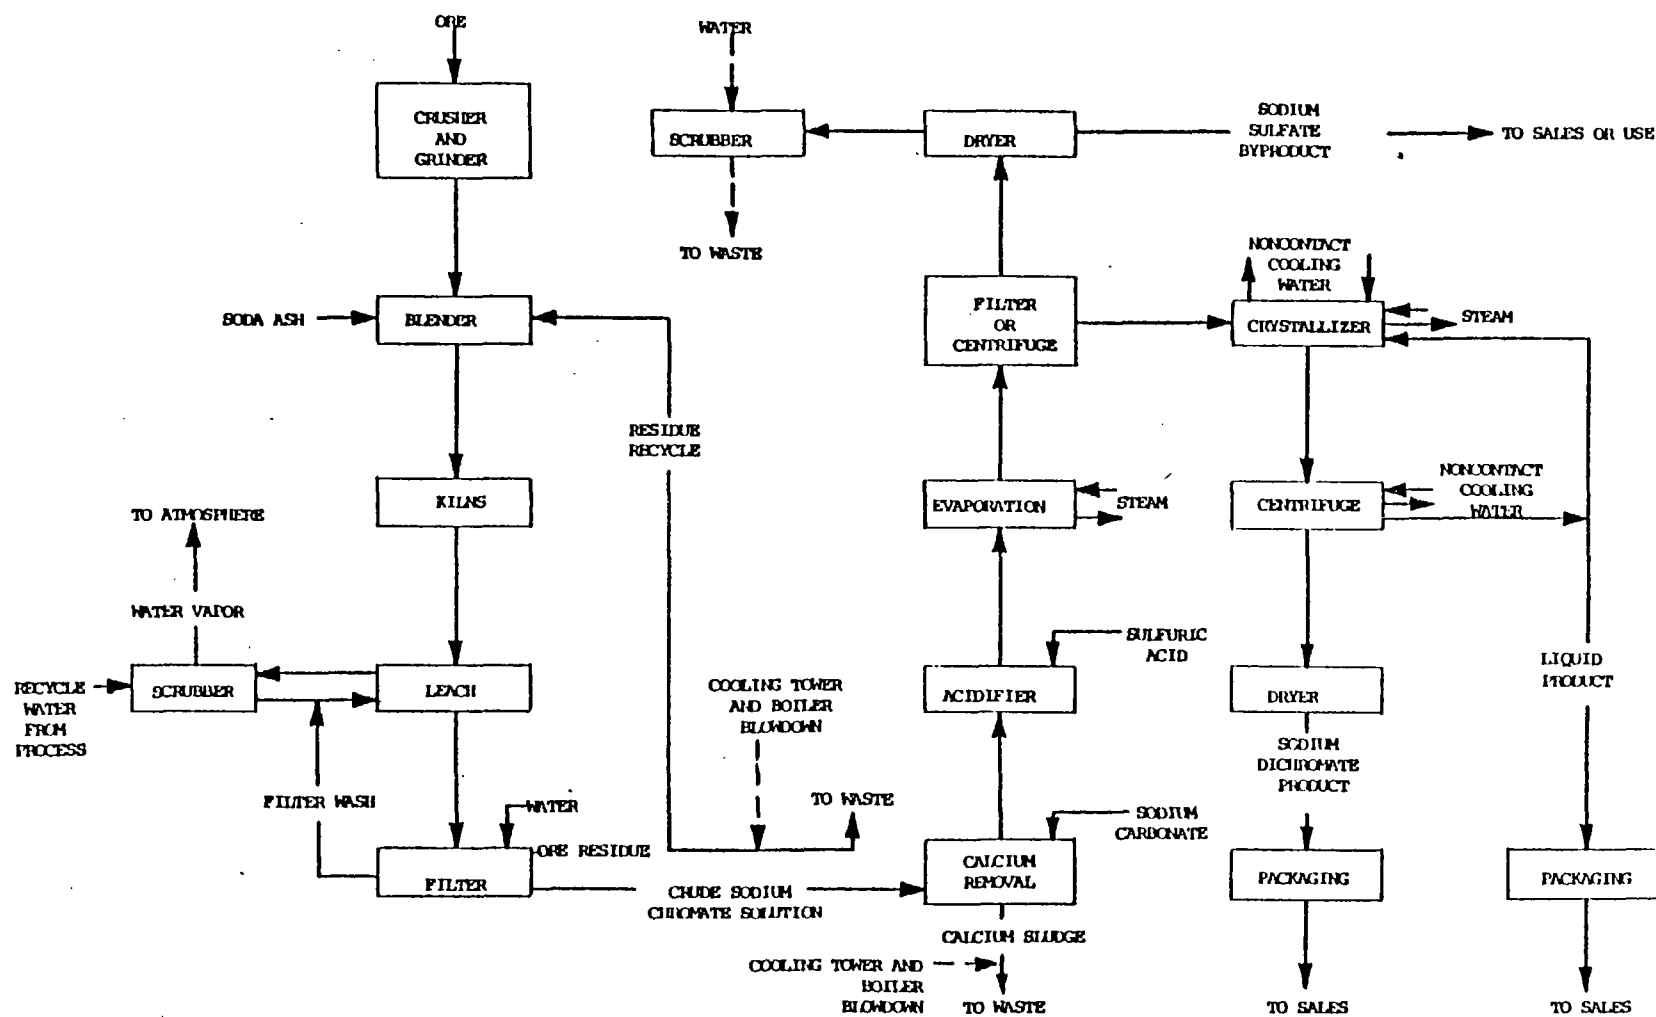 ORE
WATER
CRUSHER
AND
GRINDER
SCRUBBER
DRYER
SODIUM
SULFATE
BYPRODUCT
TO SALES OR USE
TO WASTE
NONCONTACT
COOLING
WATER
SODA ASH
BLENDER
FILTER
OR
CENTRIFUGE
CRYSTALLIZER
STEAM
RESIDUE
RECYCLE
KILNS
EVAPORATION
STEAM
CENTRIFUGE
NONCONTACT
COOLING
WATER
TO ATMOSPHERE
WATER VAPOR
RECYCLE
WATER
FROM
PROCESS
SCRUBBER
LEACH
COOLING TOWER
AND BOILER
BLOWDOWN
SULFURIC
ACID
ACIDIFIER
DRYER
LIQUID
PRODUCT
SODIUM
DICHROMATE
PRODUCT
FILTER WASH
WATER
TO WASTE
SODIUM
CARBONATE
ORE RESIDUE
FILTER
CRUDE SODIUM
CHROMATE SOLUTION
CALCIUM
REMOVAL
PACKAGING
PACKAGING
CALCIUM SLUDGE
COOLING TOWER AND
BOILER
BLOWDOWN
TO WASTE
TO SALES
TO SALES